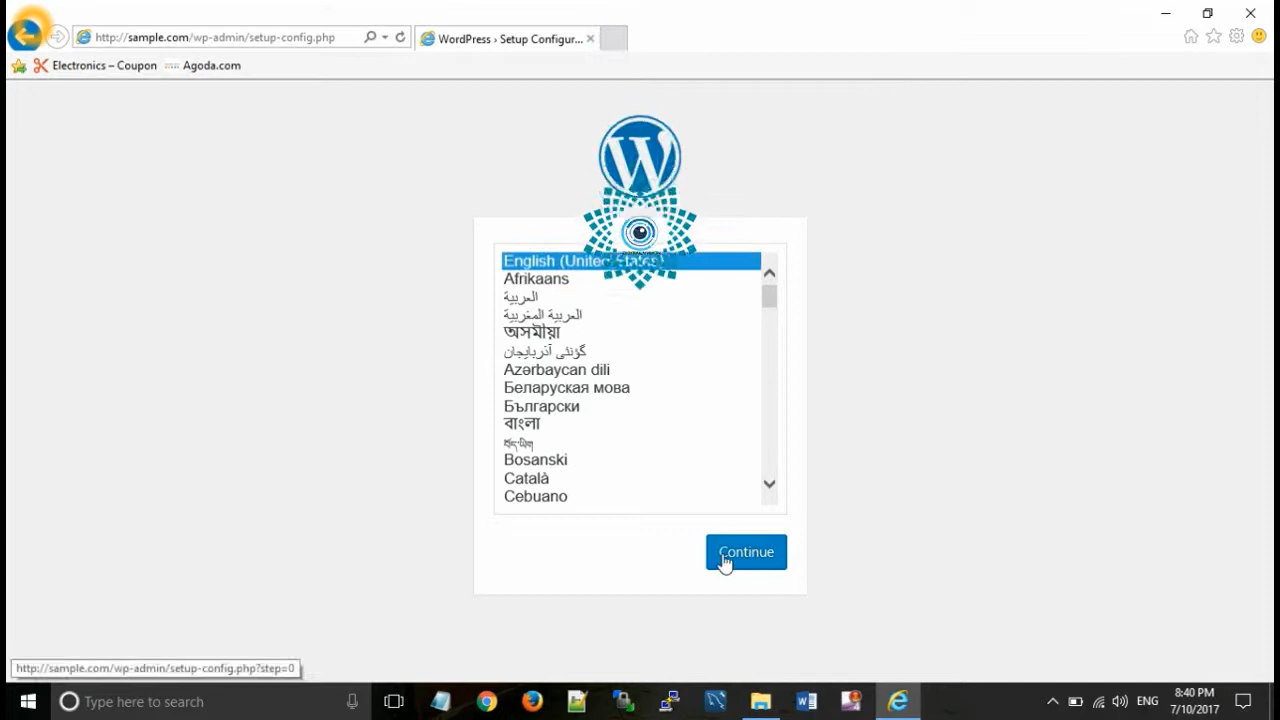 http://sample.com/wp-admin/setup-config.php
WordPress › Setup Configur...
Electronics – Coupon
Agoda.com
English (United States)
Afrikaans
العربية
العربية المغربية
অসমীয়া
گؤنئی آذربایجان
Azərbaycan dili
Беларуская мова
Български
বাংলা
བོད་ཡིག
Bosanski
Català
Cebuano
Continue
http://sample.com/wp-admin/setup-config.php?step=0
Type here to search
ENG
8:40 PM
7/10/2017